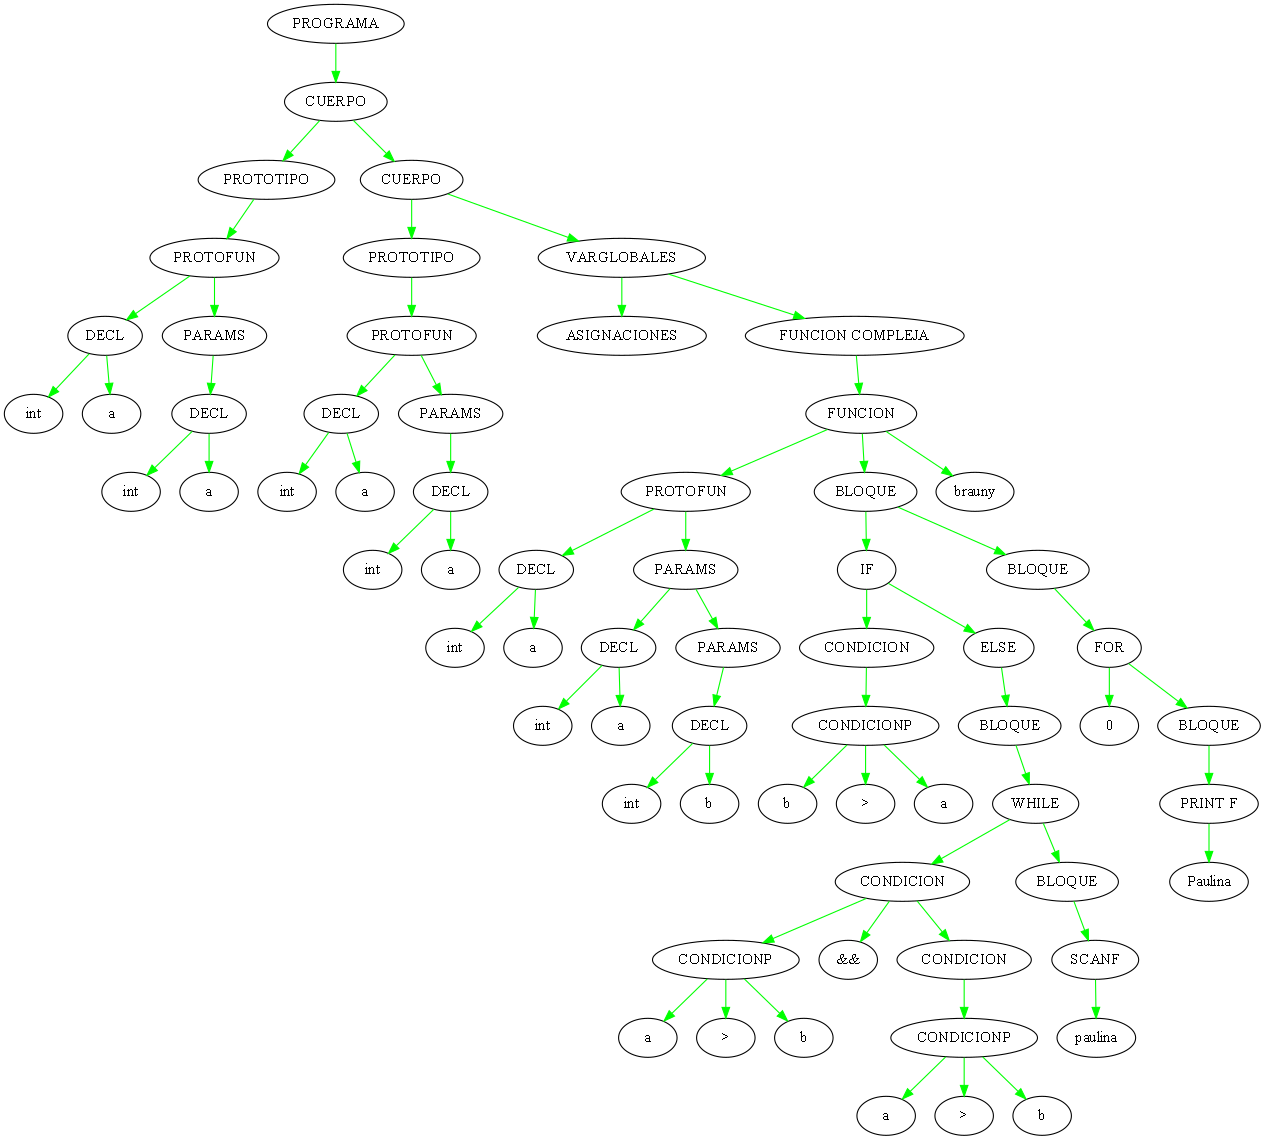 PROGRAMA
CUERPO
PROTOTIPO CUERPO
PROTOFUN PROTOTIPO VARGLOBALES
DECL PARAMS PROTOFUN ASIGNACIONES FUNCION COMPLEJA
int a DECL DECL PARAMS FUNCION
int a int a DECL PROTOFUN BLOQUE brauny
int a DECL PARAMS IF BLOQUE
int a DECL PARAMS CONDICION ELSE FOR
int a DECL CONDICIONP BLOQUE 0 BLOQUE
int b b > a WHILE PRINT F
CONDICION BLOQUE Paulina
CONDICIONP && CONDICION SCANF
a > b CONDICIONP paulina
a > b